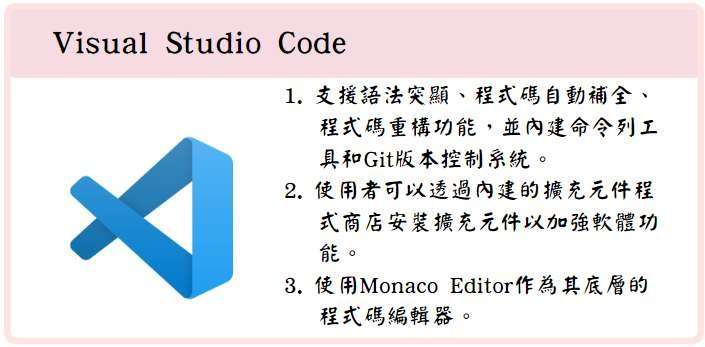 Visual Studio Code
1. 支援語法突顯、程式碼自動補全、
程式碼重構功能，並內建命令列工
具和Git版本控制系統。
2. 使用者可以透過內建的擴充元件程
式商店安裝擴充元件以加強軟體功
能。
3. 使用Monaco Editor作為其底層的
程式碼編輯器。